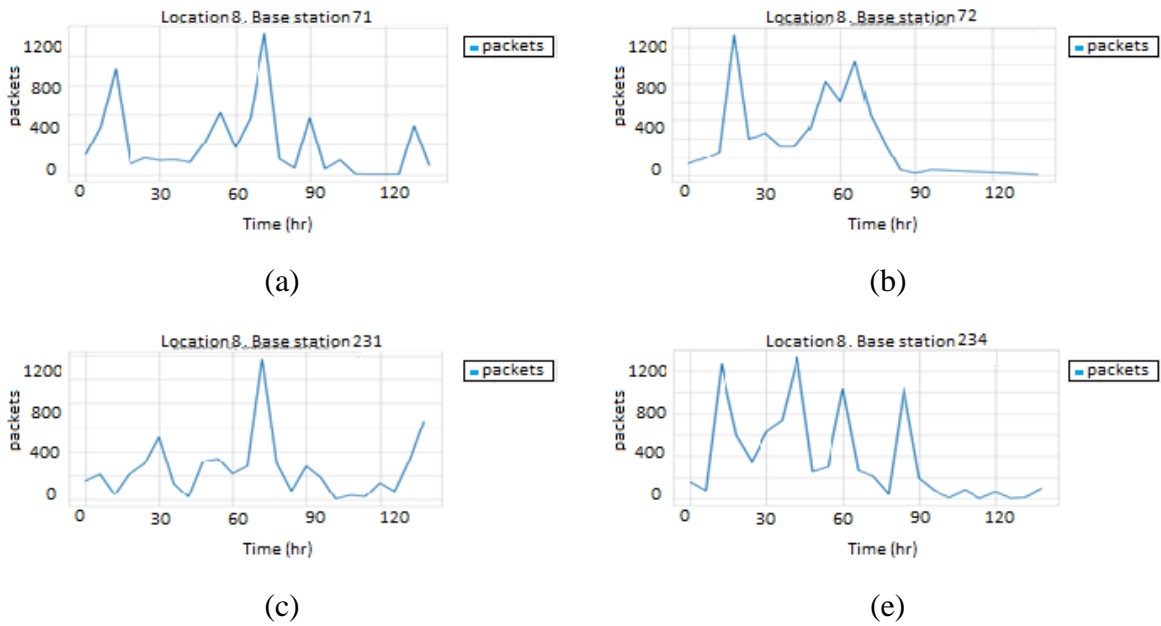 Location 8. Base station 71
packets
1200
800
400
0
packets
0 30 60 90 120
Time (hr)
(a)
Location 8. Base station 72
packets
1200
800
400
0
packets
0 30 60 90 120
Time (hr)
(b)
Location 8. Base station 231
packets
1200
800
400
0
packets
0 30 60 90 120
Time (hr)
(c)
Location 8. Base station 234
packets
1200
800
400
0
packets
0 30 60 90 120
Time (hr)
(e)